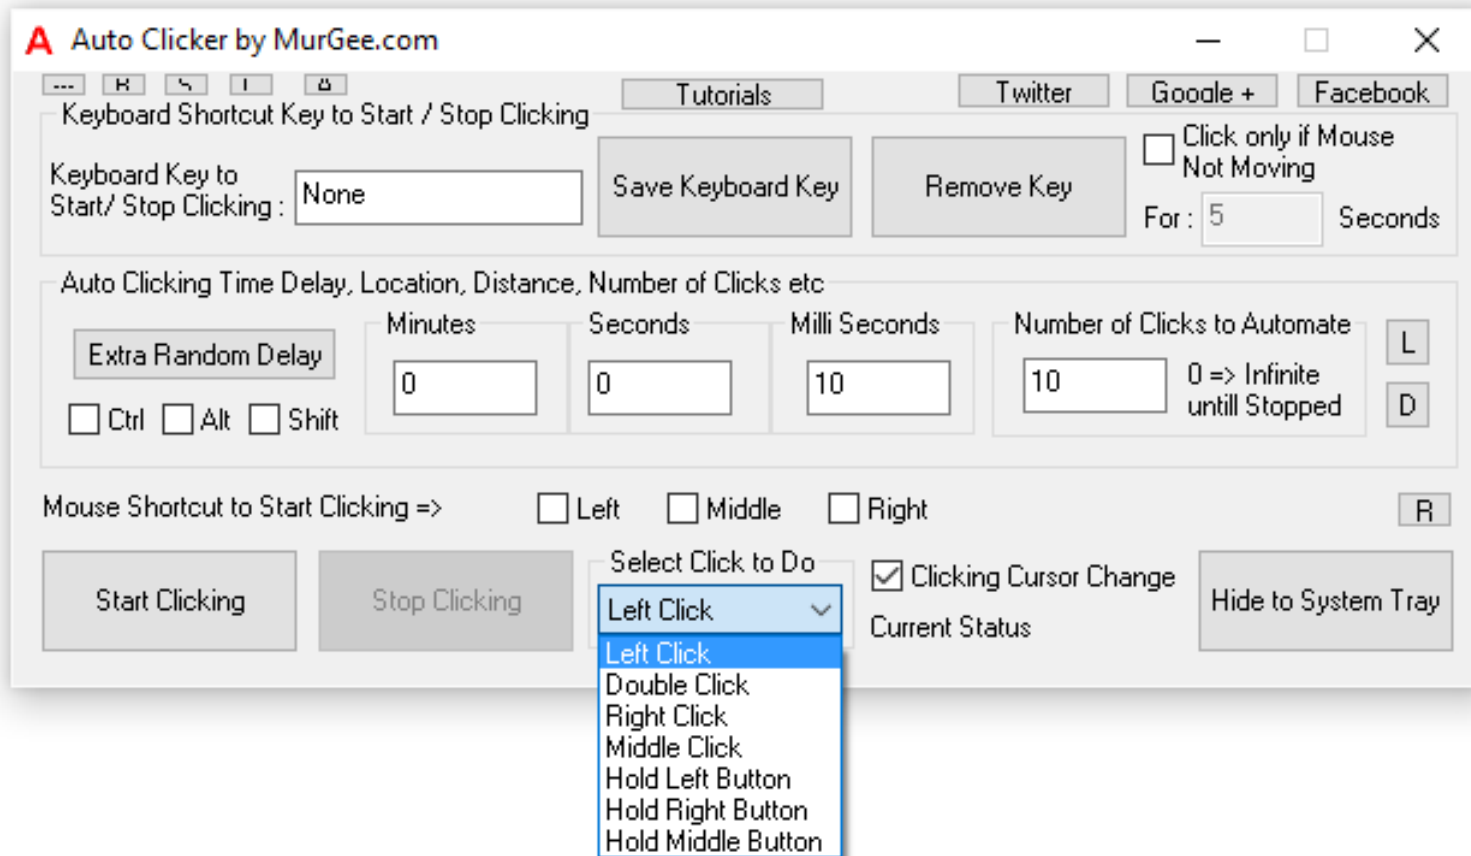 Auto Clicker by MurGee.com
...
Tutorials
Twitter
Google +
Facebook
Keyboard Shortcut Key to Start / Stop Clicking
Keyboard Key to
Start/ Stop Clicking :
None
Save Keyboard Key
Remove Key
Click only if Mouse
Not Moving
For :
5
Seconds
Auto Clicking Time Delay, Location, Distance, Number of Clicks etc
Extra Random Delay
Minutes
Seconds
Milli Seconds
Number of Clicks to Automate
L
0
0
10
10
0 => Infinite
untill Stopped
D
Ctrl
Alt
Shift
Mouse Shortcut to Start Clicking =>
Left
Middle
Right
R
Start Clicking
Stop Clicking
Select Click to Do
Left Click
Clicking Cursor Change
Current Status
Hide to System Tray
Left Click
Double Click
Right Click
Middle Click
Hold Left Button
Hold Right Button
Hold Middle Button